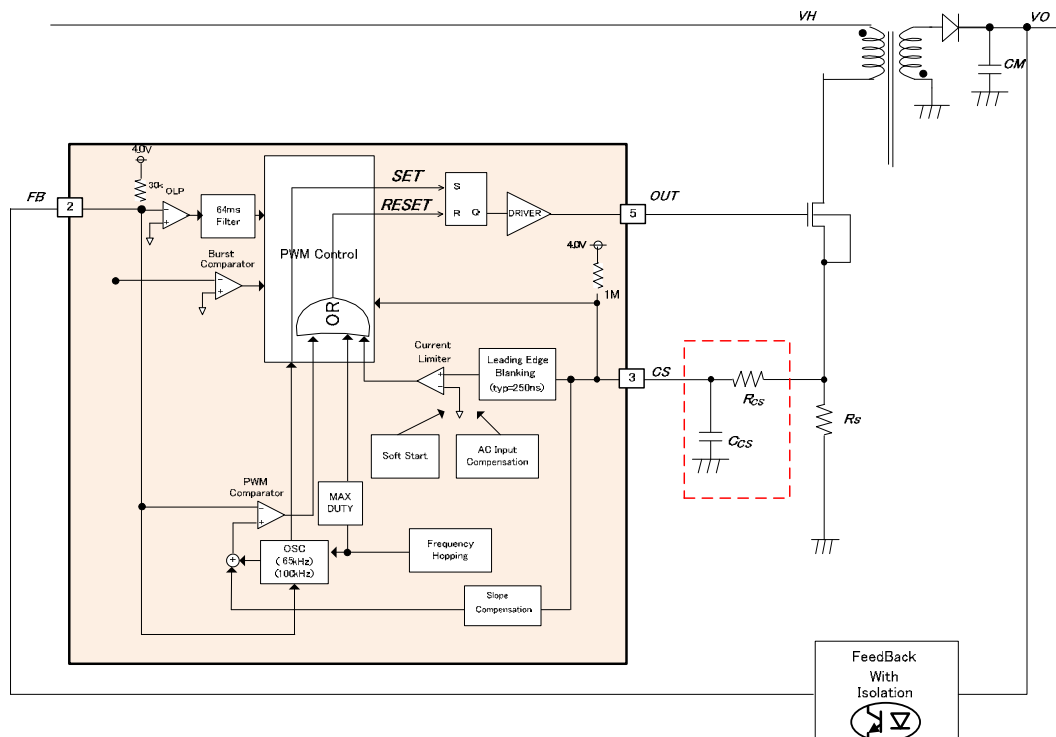 VH
VO
CM
4.0V
30k
OLP
FB
2
64ms
Filter
SET
RESET
S
R
Q
DRIVER
5
OUT
PWM Control
Burst
Comparator
4.0V
1M
OR
Current
Limiter
Leading Edge
Blanking
(typ=250ns)
3
CS
RCS
CCS
RS
Soft Start
AC Input
Compensation
PWM
Comparator
MAX
DUTY
OSC
(65kHz)
(100kHz)
Frequency
Hopping
Slope
Compensation
FeedBack
With
Isolation